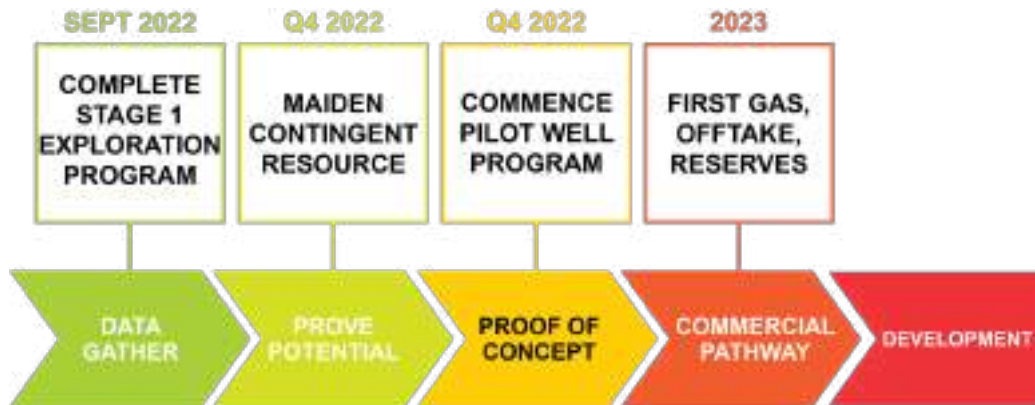 SEPT 2022
Q4 2022
Q4 2022
2023
COMPLETE
STAGE 1
EXPLORATION
PROGRAM
MAIDEN
CONTINGENT
RESOURCE
COMMENCE
PILOT WELL
PROGRAM
FIRST GAS,
OFFTAKE,
RESERVES
DATA
GATHER
PROVE
POTENTIAL
PROOF OF
CONCEPT
COMMERCIAL
PATHWAY
DEVELOPMENT